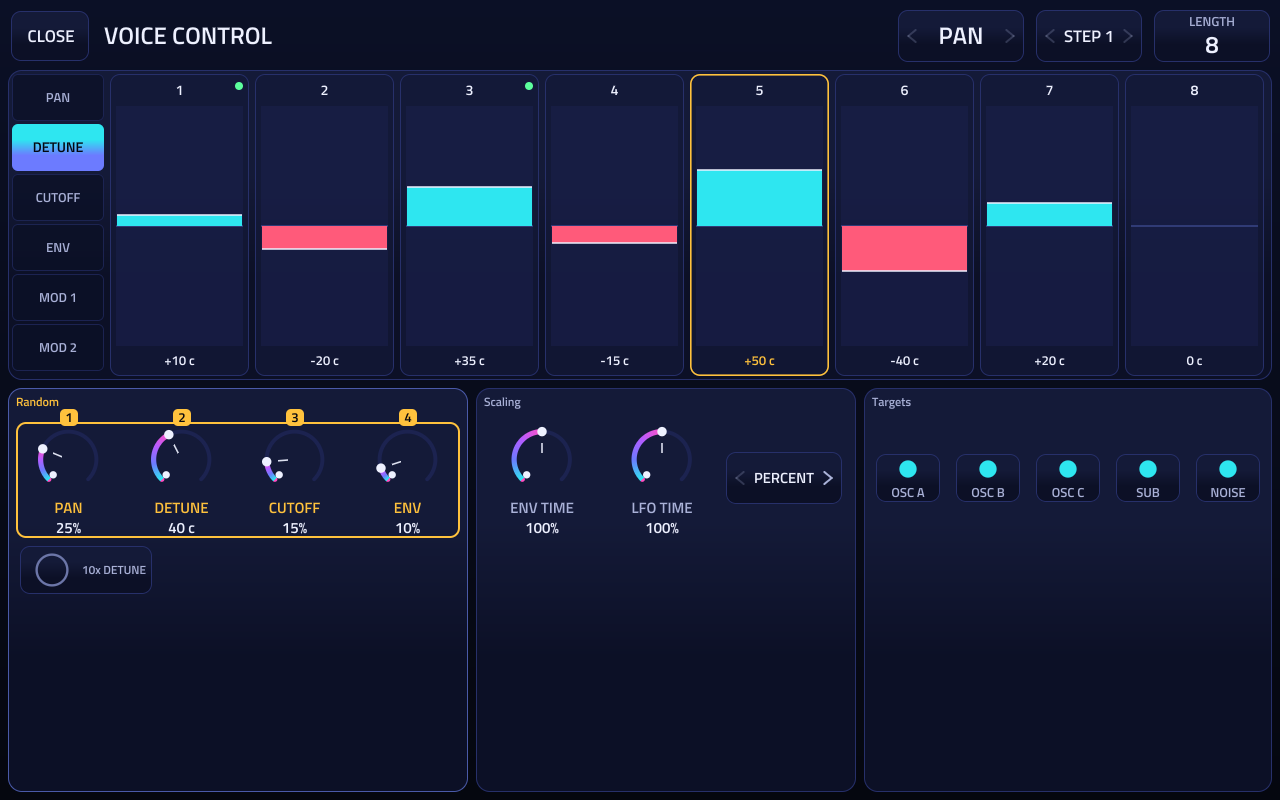 CLOSE VOICE CONTROL PAN STEP 1 LENGTH 8
PAN
DETUNE
CUTOFF
ENV
MOD 1
MOD 2
1 2 3 4 5 6 7 8
+10 c -20 c +35 c -15 c +50 c -40 c +20 c 0 c
Random
1 2 3 4
PAN DETUNE CUTOFF ENV
25% 40 c 15% 10%
10x DETUNE
Scaling
ENV TIME LFO TIME
100% 100%
PERCENT
Targets
OSC A OSC B OSC C SUB NOISE